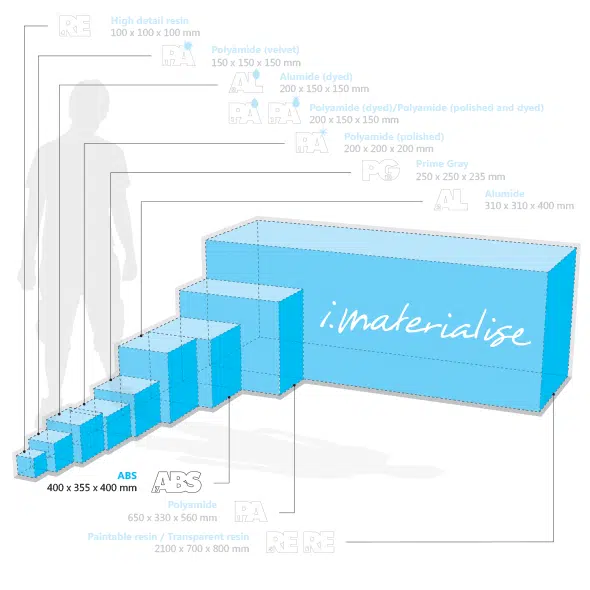 High detail resin
100 x 100 x 100 mm
Polyamide (velvet)
150 x 150 x 150 mm
Alumide (dyed)
200 x 150 x 150 mm
Polyamide (dyed)/Polyamide (polished and dyed)
200 x 150 x 150 mm
Polyamide (polished)
200 x 200 x 200 mm
Prime Gray
250 x 250 x 235 mm
Alumide
310 x 310 x 400 mm
RE
PA
AL
PA PA
PA
PG
AL
i.materialise
ABS
400 x 355 x 400 mm
ABS
Polyamide
650 x 330 x 560 mm
PA
Paintable resin / Transparent resin
2100 x 700 x 800 mm
RE RE